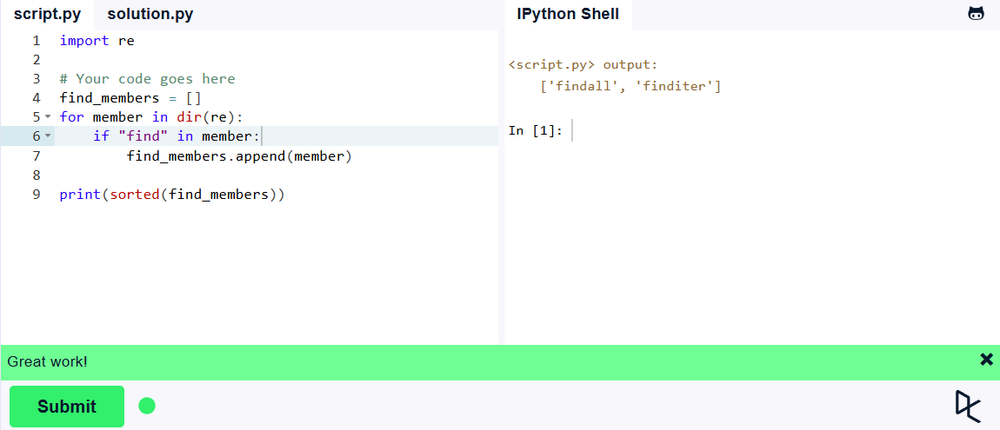 script.py solution.py
1 import re
2
3 # Your code goes here
4 find_members = []
5 for member in dir(re):
6     if "find" in member:
7         find_members.append(member)
8
9 print(sorted(find_members))
IPython Shell
<script.py> output:
    ['findall', 'finditer']
In [1]:
Great work!
Submit